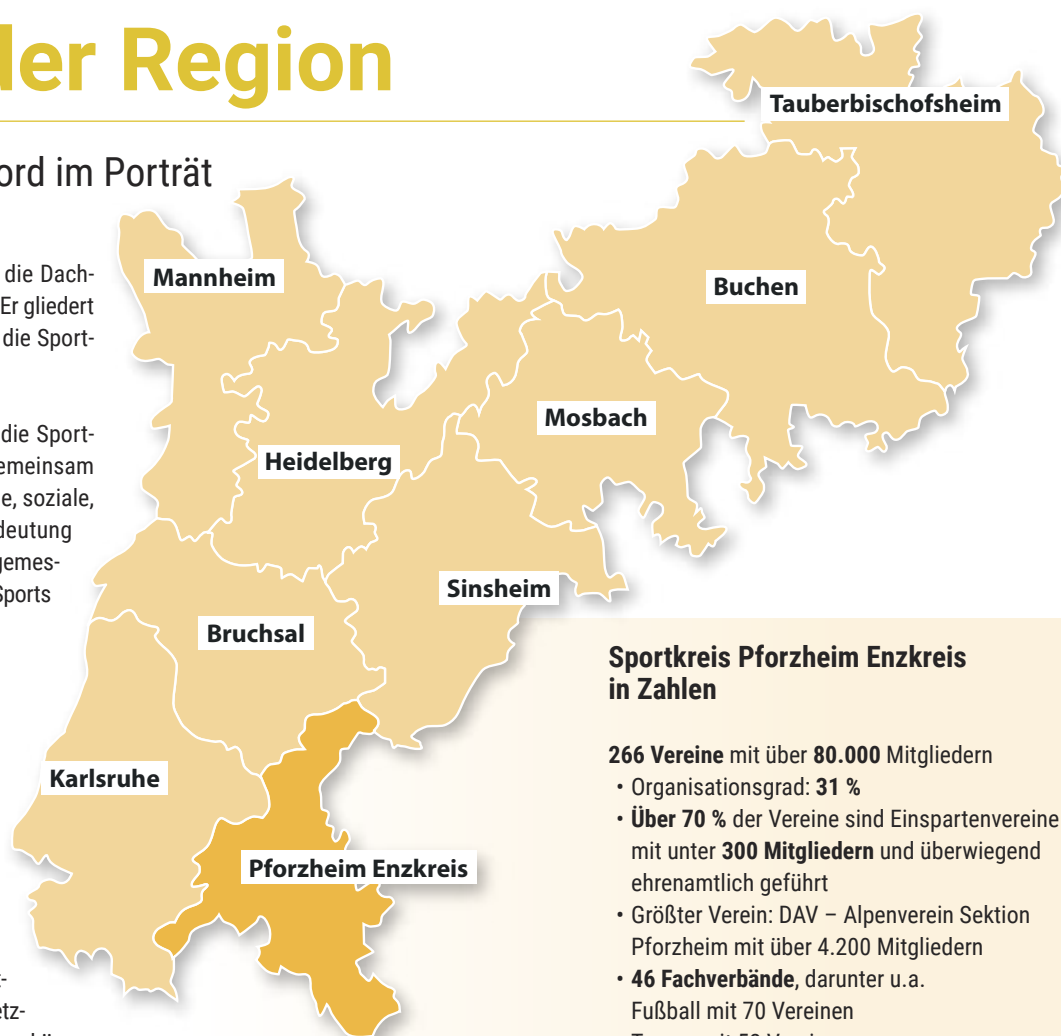 der Region
ord im Porträt
die Dach-
Er gliedert
die Sport-
die Sport-
emeinsam
e, soziale,
deutung
gemes-
Sports
Tauberbischofsheim
Mannheim
Buchen
Mosbach
Heidelberg
Sinsheim
Bruchsal
Karlsruhe
Pforzheim Enzkreis
Sportkreis Pforzheim Enzkreis
in Zahlen
266 Vereine mit über 80.000 Mitgliedern
• Organisationsgrad: 31 %
• Über 70 % der Vereine sind Einspartenvereine
mit unter 300 Mitgliedern und überwiegend
ehrenamtlich geführt
• Größter Verein: DAV – Alpenverein Sektion
Pforzheim mit über 4.200 Mitgliedern
• 46 Fachverbände, darunter u.a.
Fußball mit 70 Vereinen
t-
etz-